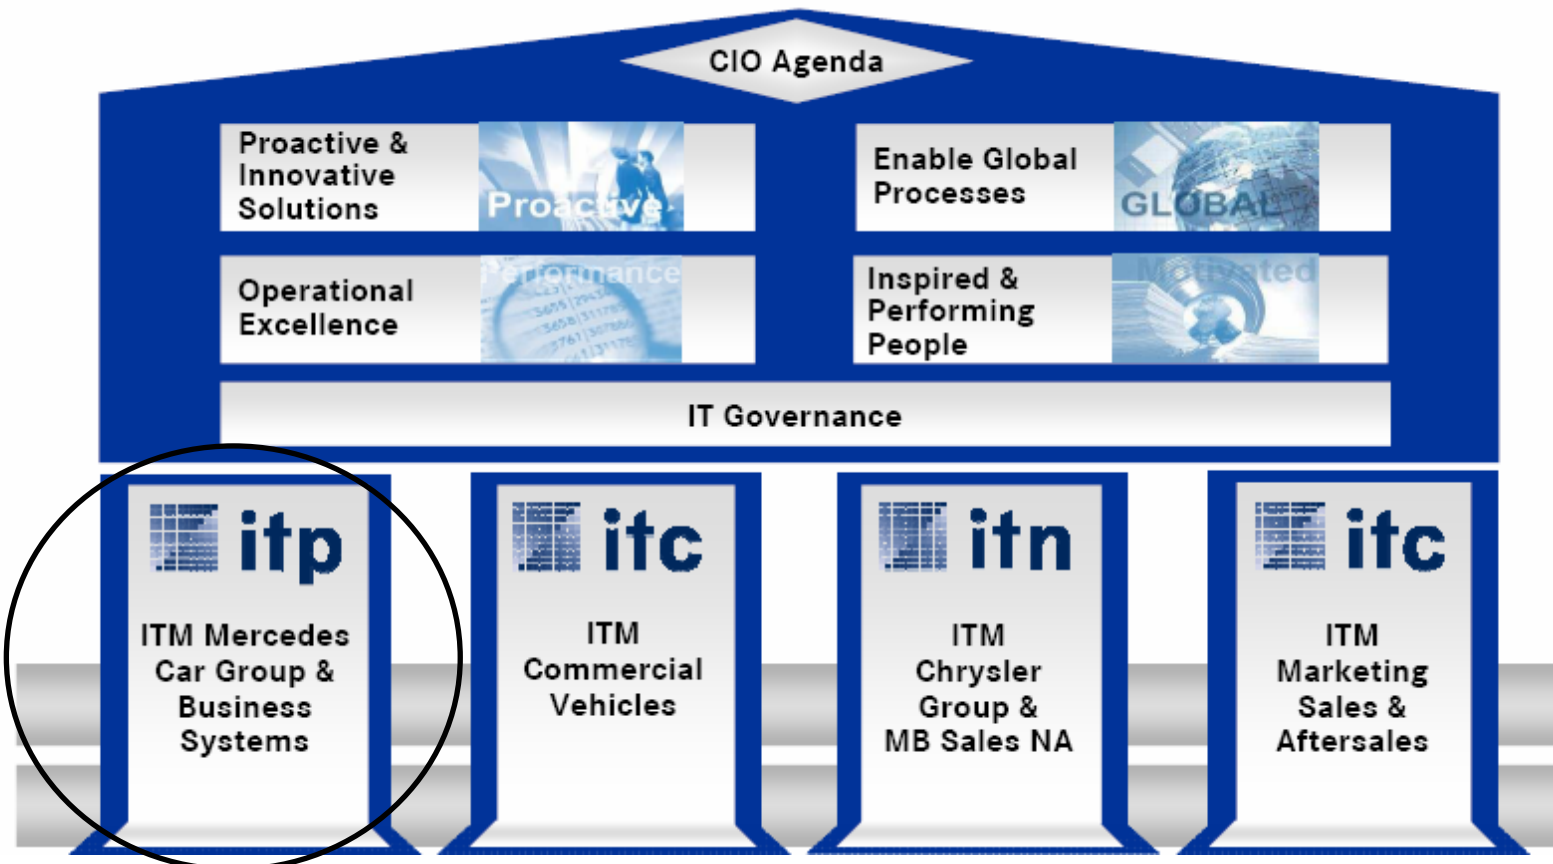 CIO Agenda
Proactive &
Innovative
Solutions
Proactive
Enable Global
Processes
GLOBAL
Operational
Excellence
Performance
Inspired &
Performing
People
Motivated
IT Governance
itp
ITM Mercedes
Car Group &
Business
Systems
itc
ITM
Commercial
Vehicles
itn
ITM
Chrysler
Group &
MB Sales NA
itc
ITM
Marketing
Sales &
Aftersales